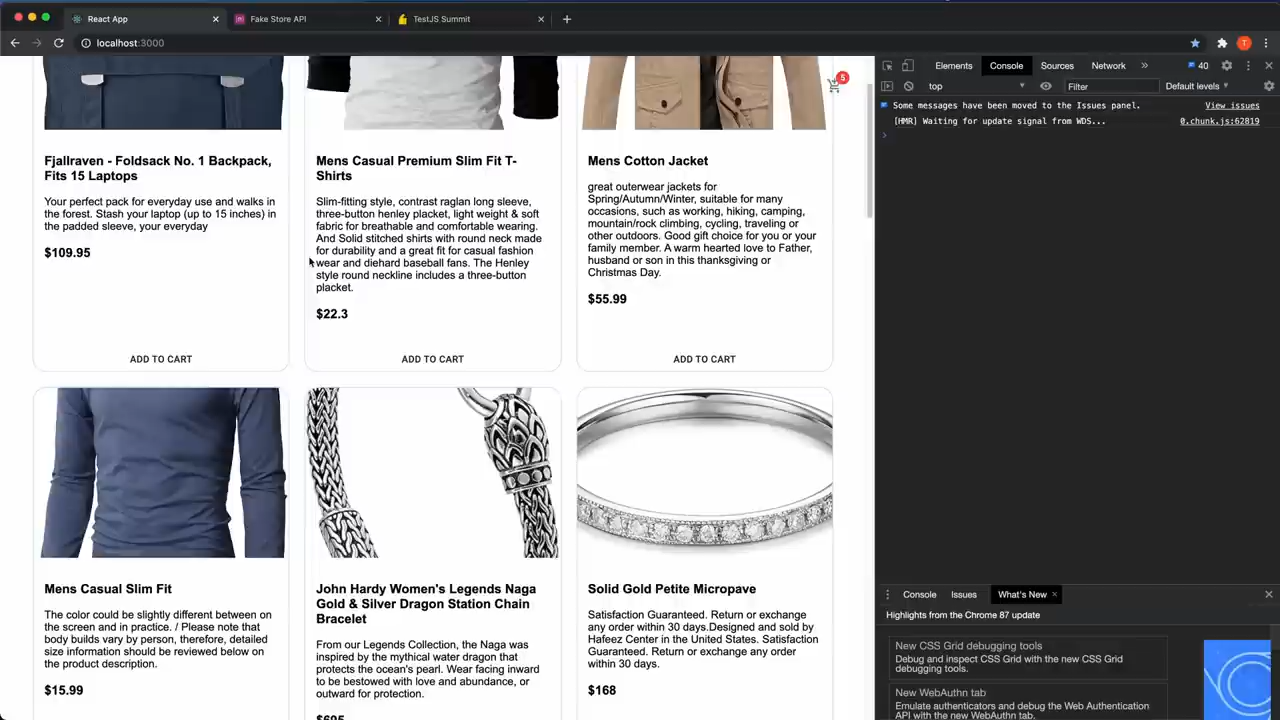 React App
Fake Store API
TestJS Summit
localhost:3000
T
5
Fjallraven - Foldsack No. 1 Backpack,
Fits 15 Laptops
Your perfect pack for everyday use and walks in
the forest. Stash your laptop (up to 15 inches) in
the padded sleeve, your everyday
$109.95
ADD TO CART
Mens Casual Premium Slim Fit T-
Shirts
Slim-fitting style, contrast raglan long sleeve,
three-button henley placket, light weight & soft
fabric for breathable and comfortable wearing.
And Solid stitched shirts with round neck made
for durability and a great fit for casual fashion
wear and diehard baseball fans. The Henley
style round neckline includes a three-button
placket.
$22.3
ADD TO CART
Mens Cotton Jacket
great outerwear jackets for
Spring/Autumn/Winter, suitable for many
occasions, such as working, hiking, camping,
mountain/rock climbing, cycling, traveling or
other outdoors. Good gift choice for you or your
family member. A warm hearted love to Father,
husband or son in this thanksgiving or
Christmas Day.
$55.99
ADD TO CART
Mens Casual Slim Fit
The color could be slightly different between on
the screen and in practice. / Please note that
body builds vary by person, therefore, detailed
size information should be reviewed below on
the product description.
$15.99
John Hardy Women's Legends Naga
Gold & Silver Dragon Station Chain
Bracelet
From our Legends Collection, the Naga was
inspired by the mythical water dragon that
protects the ocean's pearl. Wear facing inward
to be bestowed with love and abundance, or
outward for protection.
$695
Solid Gold Petite Micropave
Satisfaction Guaranteed. Return or exchange
any order within 30 days.Designed and sold by
Hafeez Center in the United States. Satisfaction
Guaranteed. Return or exchange any order
within 30 days.
$168
Elements
Console
Sources
Network
40
top
Filter
Default levels
Some messages have been moved to the Issues panel.
View issues
[HMR] Waiting for update signal from WDS...
0.chunk.js:62819
Console
Issues
What's New
Highlights from the Chrome 87 update
New CSS Grid debugging tools
Debug and inspect CSS Grid with the new CSS Grid
debugging tools.
New WebAuthn tab
Emulate authenticators and debug the Web Authentication
API with the new WebAuthn tab.